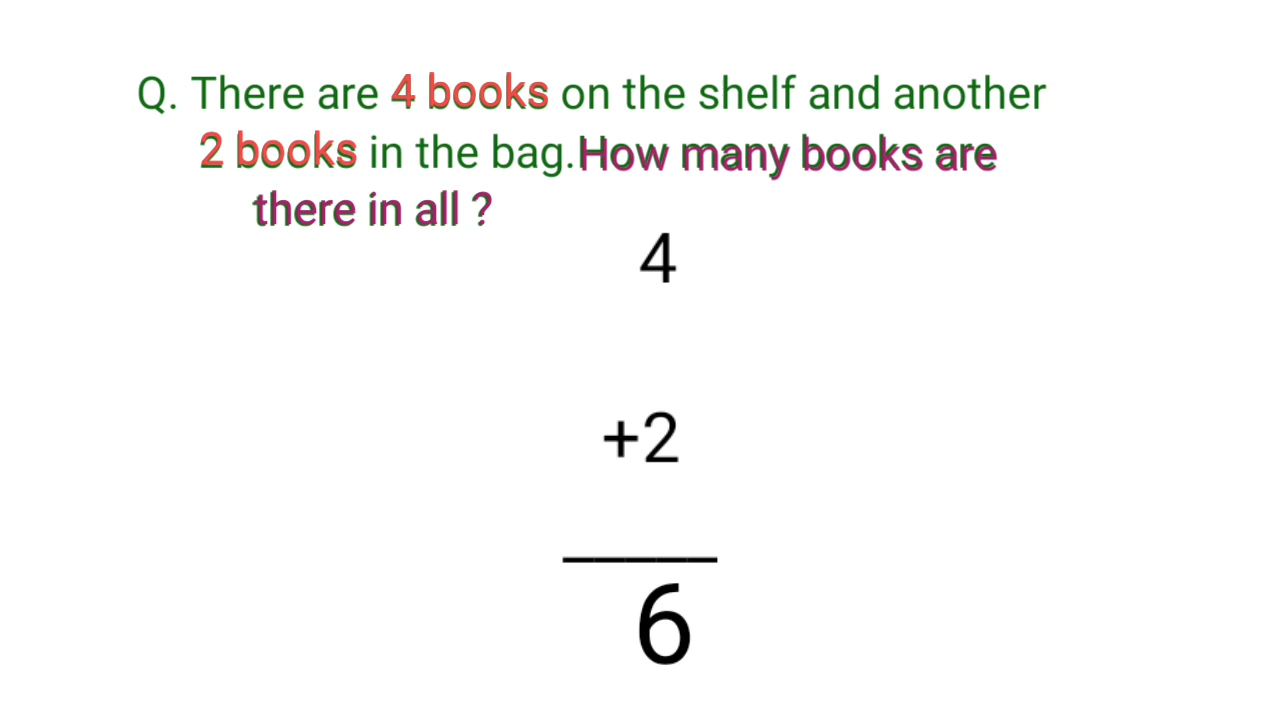 Q. There are 4 books on the shelf and another
2 books in the bag.How many books are
there in all ?
4
+2
_____
6